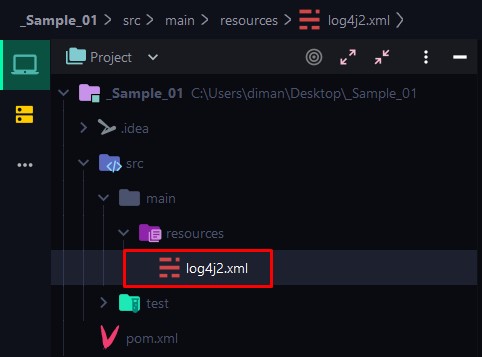 _Sample_01 > src > main > resources > log4j2.xml >
Project
_Sample_01 C:\Users\diman\Desktop\_Sample_01
.idea
src
main
resources
log4j2.xml
test
pom.xml